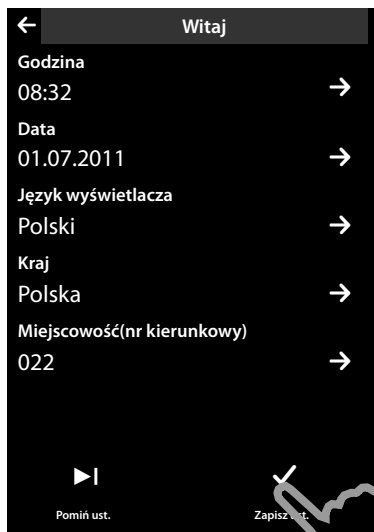 Witaj
Godzina
08:32
Data
01.07.2011
Język wyświetlacza
Polski
Kraj
Polska
Miejscowość(nr kierunkowy)
022
Pomiń ust. Zapisz ust.